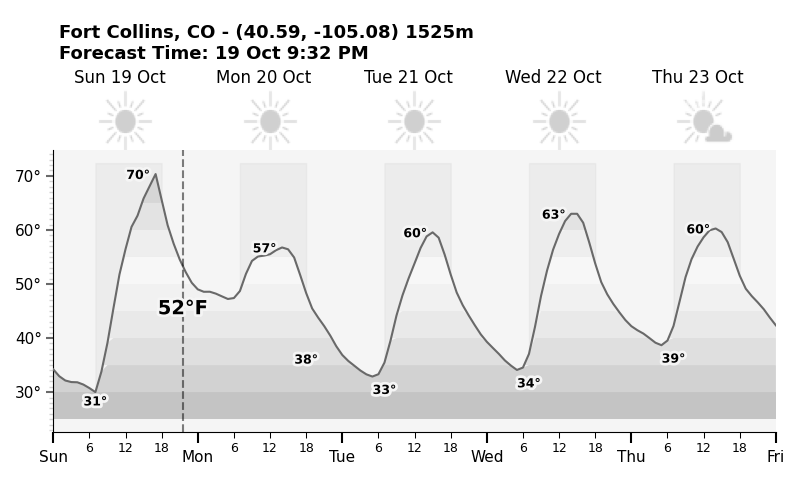 Fort Collins, CO - (40.59, -105.08) 1525m
Forecast Time: 19 Oct 9:32 PM
Sun 19 Oct Mon 20 Oct Tue 21 Oct Wed 22 Oct Thu 23 Oct
70° 70°
60° 57° 60° 63° 60°
50°
52°F
40°
38°
30° 31° 33° 34° 39°
6 12 18 6 12 18 6 12 18 6 12 18 6 12 18
Sun Mon Tue Wed Thu Fri